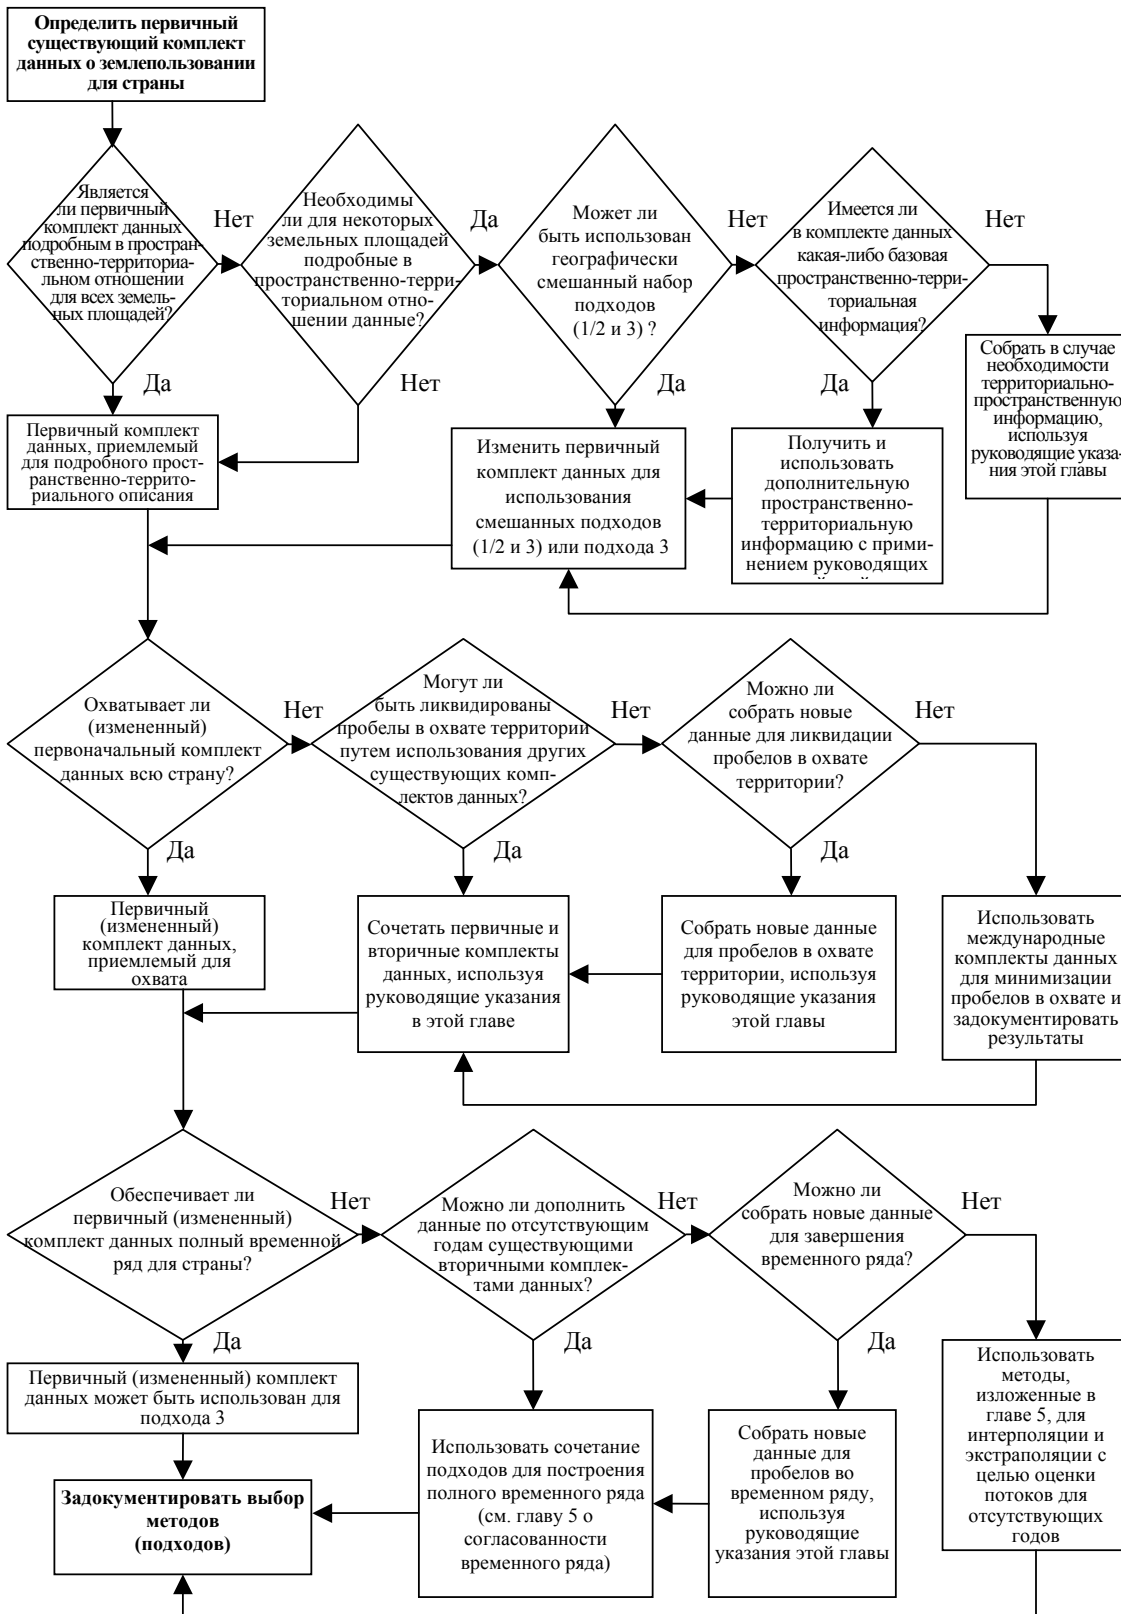 Определить первичный
существующий комплект
данных о землепользовании
для страны
Является
ли первичный
комплект данных
подробным в простран-
ственно-территориа-
льном отношении
для всех земель-
ных площадей?
Нет
Да
Необходимы
ли для некоторых
земельных площадей
подробные в
пространственно-терри-
ториальном отно-
шении данные?
Да
Нет
Может ли
быть использован
географически
смешанный набор
подходов
(1/2 и 3) ?
Нет
Да
Имеется ли
в комплекте данных
какая-либо базовая
пространственно-терри-
ториальная
информация?
Нет
Да
Первичный комплект
данных, приемлемый
для подробного прост-
ранственно-террито-
риального описания
Изменить первичный
комплект данных для
использования
смешанных подходов
(1/2 и 3) или подхода 3
Получить и
использовать
дополнительную
пространственно-
территориальную
информацию с прими-
нением руководящих
Собрать в случае
необходимости
территориально-
пространственную
информацию,
используя
руководящие указа-
ния этой главы
Охватывает ли
(измененный)
первоначальный комплект
данных всю страну?
Нет
Да
Могут ли
быть ликвидированы
пробелы в охвате территории
путем использования других
существующих комп-
лектов данных?
Нет
Да
Можно ли
собрать новые
данные для ликвидации
пробелов в охвате
территории?
Нет
Да
Первичный
(измененный)
комплект данных,
приемлемый для
охвата
Сочетать первичные и
вторичные комплекты
данных, используя
руководящие указания
в этой главе
Собрать новые данные
для пробелов в охвате
территории, используя
руководящие указания
этой главы
Использовать
международные
комплекты данных
для минимизации
пробелов в охвате и
задокументировать
результаты
Обеспечивает ли
первичный (измененный)
комплект данных полный временной
ряд для страны?
Нет
Да
Можно ли дополнить
данные по отсутствующим
годам существующими
вторичными комплек-
тами данных?
Нет
Да
Можно ли
собрать новые данные
для завершения
временного ряда?
Нет
Да
Первичный (измененный) комплект
данных может быть использован для
подхода 3
Задокументировать выбор
методов
(подходов)
Использовать сочетание
подходов для построения
полного временного ряда
(см. главу 5 о
согласованности
временного ряда)
Собрать новые
данные для
пробелов во
временном ряду,
используя
руководящие
указания этой главы
Использовать
методы,
изложенные в
главе 5, для
интерполяции и
экстраполяции с
целью оценки
потоков для
отсутствующих
годов